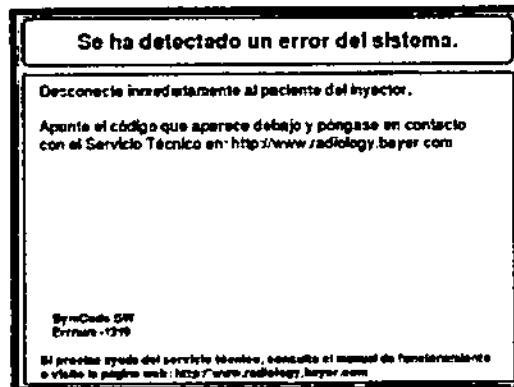 Se ha detectado un error del sistema.
Desconecte inmediatamente al paciente del inyector.
Apunte el código que aparece debajo y póngase en contacto
con el Servicio Técnico en: http://www.radiology.bayer.com
SymCode SW
Si precisa ayuda del servicio técnico, consulte el manual de funcionamiento
o visite la página web: http://www.radiology.bayer.com